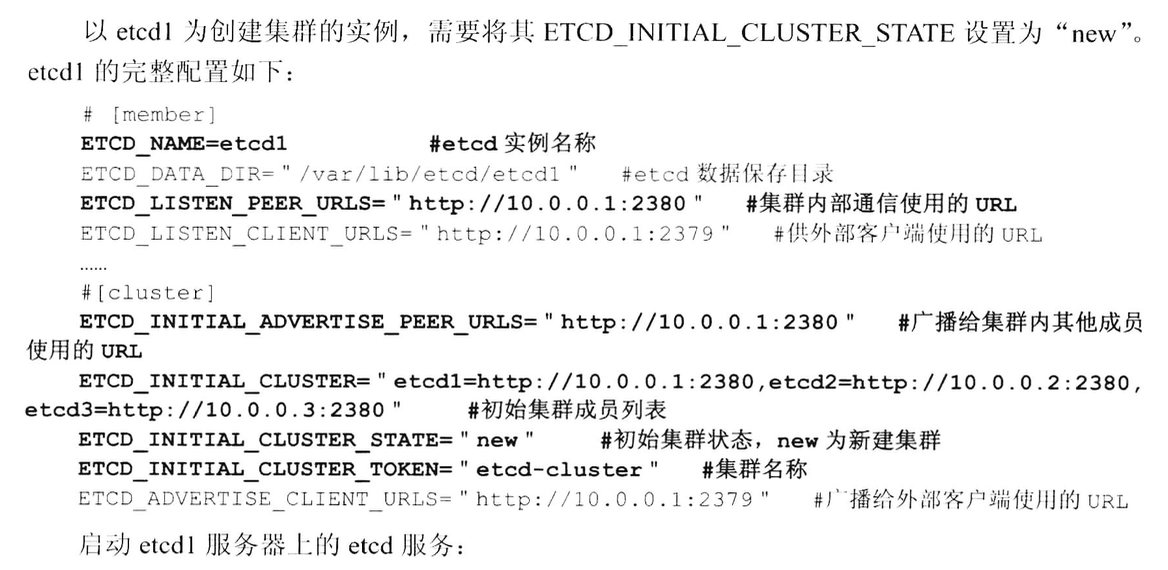 以 etcd1 为创建集群的实例，需要将其 ETCD_INITIAL_CLUSTER_STATE 设置为“new”。
etcd1 的完整配置如下：
# [member]
ETCD_NAME=etcd1 #etcd 实例名称
ETCD_DATA_DIR="/var/lib/etcd/etcd1" #etcd 数据保存目录
ETCD_LISTEN_PEER_URLS="http://10.0.0.1:2380" #集群内部通信使用的 URL
ETCD_LISTEN_CLIENT_URLS="http://10.0.0.1:2379" #供外部客户端使用的 URL
……
#[cluster]
ETCD_INITIAL_ADVERTISE_PEER_URLS="http://10.0.0.1:2380" #广播给集群内其他成员
使用的 URL
ETCD_INITIAL_CLUSTER="etcd1=http://10.0.0.1:2380,etcd2=http://10.0.0.2:2380,
etcd3=http://10.0.0.3:2380" #初始集群成员列表
ETCD_INITIAL_CLUSTER_STATE="new" #初始集群状态，new 为新建集群
ETCD_INITIAL_CLUSTER_TOKEN="etcd-cluster" #集群名称
ETCD_ADVERTISE_CLIENT_URLS="http://10.0.0.1:2379" #广播给外部客户端使用的 URL
启动 etcd1 服务器上的 etcd 服务：